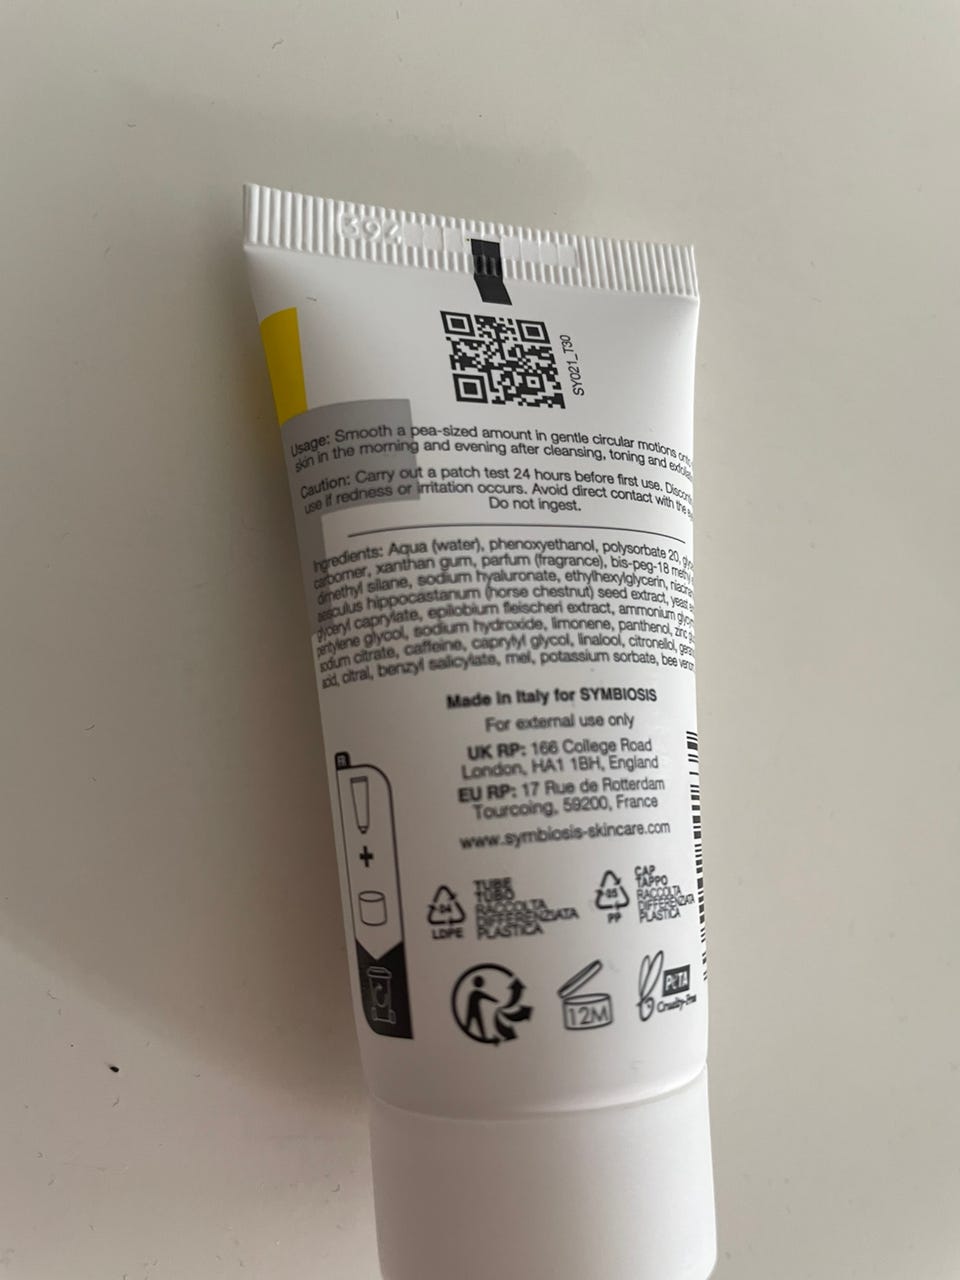 394
SY021_T30
Usage: Smooth a pea-sized amount in gentle circular motions
skin in the morning and evening after cleansing, toning and
Caution: Carry out a patch test 24 hours before first use.
use if redness or irritation occurs. Avoid direct contact with the
Do not ingest.
Ingredients: Aqua (water), phenoxyethanol, polysorbate 20,
carbomer, xanthan gum, parfum (fragrance), bis-peg-18 methyl
dimethyl silane, sodium hyaluronate, ethylhexylglycerin,
aesculus hippocastanum (horse chestnut) seed extract, yeast
glyceryl caprylate, epilobium fleischeri extract, ammonium
pentylene glycol, sodium hydroxide, limonene, panthenol, zinc
sodium citrate, caffeine, caprylyl glycol, linalool, citronellol,
acid, citral, benzyl salicylate, mel, potassium sorbate, bee venom
Made in Italy for SYMBIOSIS
For external use only
UK RP: 166 College Road
London, HA1 1BH, England
EU RP: 17 Rue de Rotterdam
Tourcoing, 59200, France
www.symbiosis-skincare.com
FR
+
04
LDPE
TUBE
TUBO
RACCOLTA
DIFFERENZIATA
PLASTICA
05
PP
CAP
TAPPO
RACCOLTA
DIFFERENZIATA
PLASTICA
12M
PeTA
Cruelty-Free